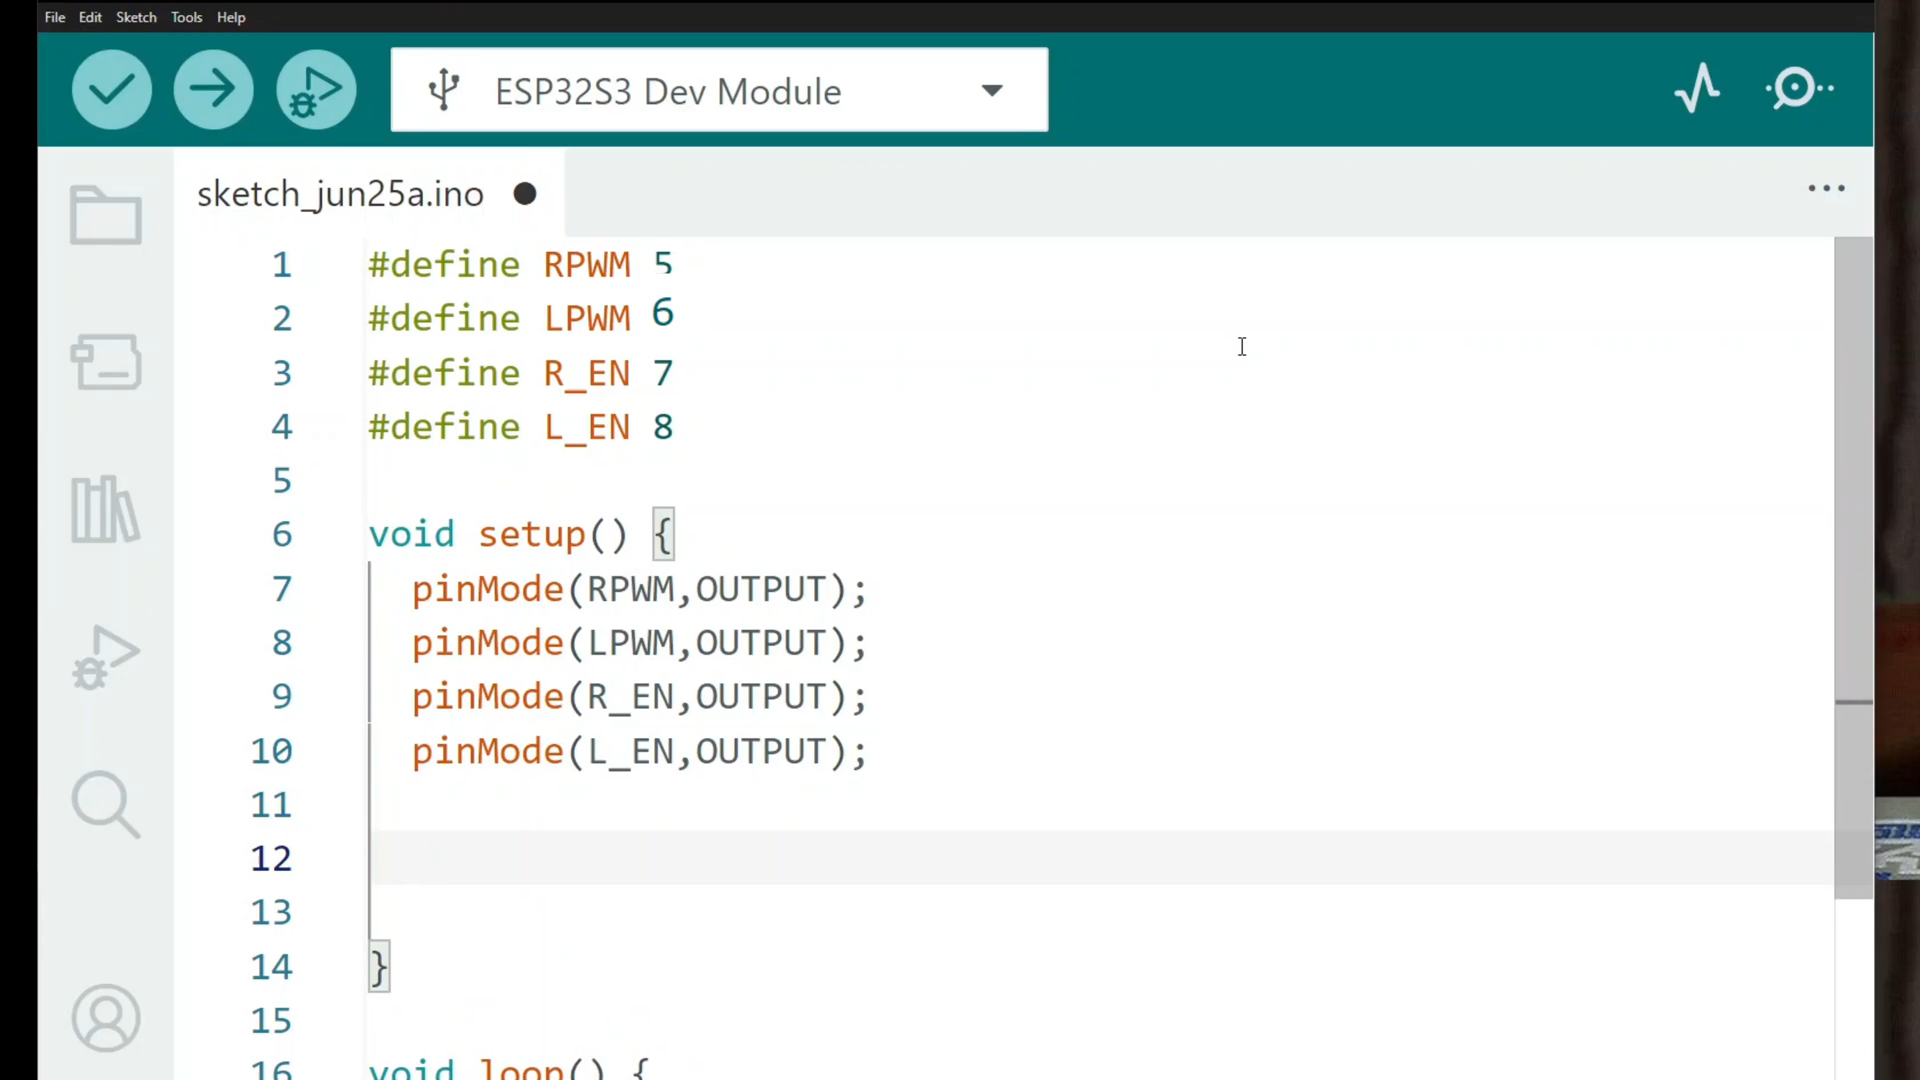 File Edit Sketch Tools Help
ESP32S3 Dev Module
sketch_jun25a.ino
1 #define RPWM 5
2 #define LPWM 6
3 #define R_EN 7
4 #define L_EN 8
5
6 void setup() {
7 pinMode(RPWM,OUTPUT);
8 pinMode(LPWM,OUTPUT);
9 pinMode(R_EN,OUTPUT);
10 pinMode(L_EN,OUTPUT);
11
12
13
14 }
15
16 void loop() {